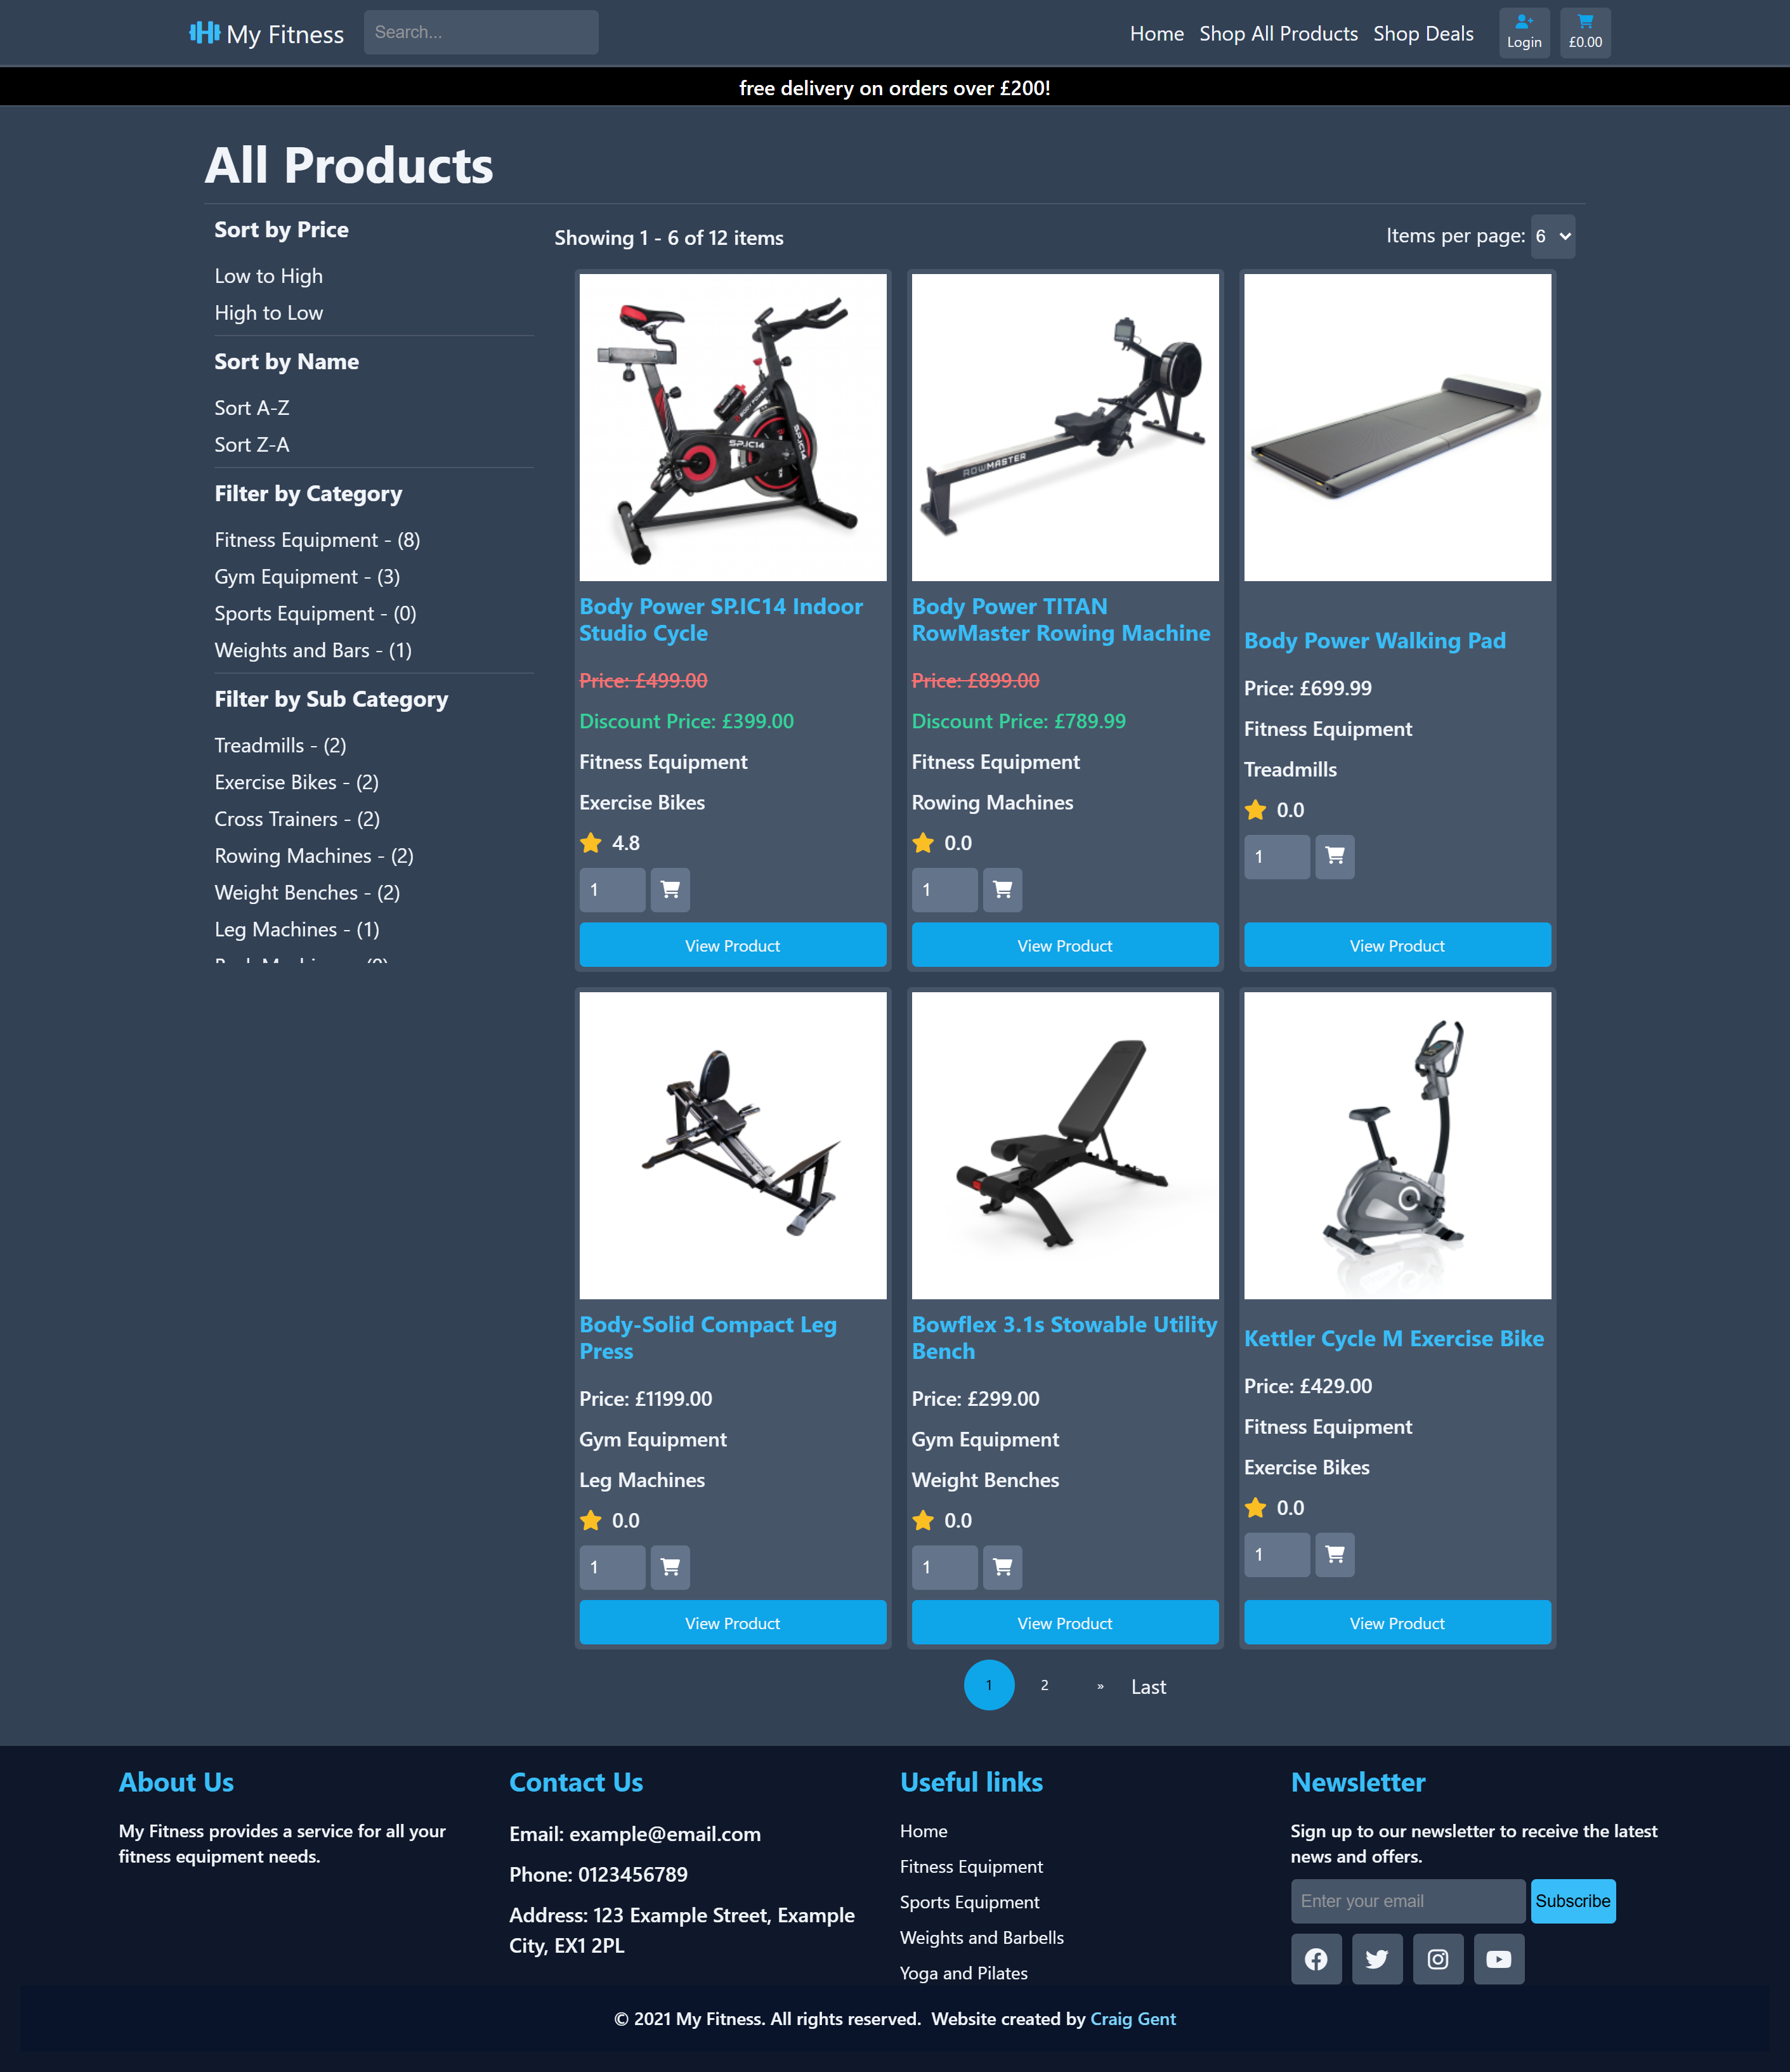 My Fitness
Search...
Home
Shop All Products
Shop Deals
Login
£0.00
free delivery on orders over £200!
All Products
Sort by Price
Low to High
High to Low
Sort by Name
Sort A-Z
Sort Z-A
Filter by Category
Fitness Equipment - (8)
Gym Equipment - (3)
Sports Equipment - (0)
Weights and Bars - (1)
Filter by Sub Category
Treadmills - (2)
Exercise Bikes - (2)
Cross Trainers - (2)
Rowing Machines - (2)
Weight Benches - (2)
Leg Machines - (1)
Showing 1 - 6 of 12 items
Items per page: 6
BODY POWER
SP.IC14
SP.IC14
Body Power SP.IC14 Indoor
Studio Cycle
Price: £499.00
Discount Price: £399.00
Fitness Equipment
Exercise Bikes
4.8
1
View Product
ROWMASTER
Body Power TITAN
RowMaster Rowing Machine
Price: £899.00
Discount Price: £789.99
Fitness Equipment
Rowing Machines
0.0
1
View Product
Body Power Walking Pad
Price: £699.99
Fitness Equipment
Treadmills
0.0
1
View Product
Body-Solid Compact Leg
Press
Price: £1199.00
Gym Equipment
Leg Machines
0.0
1
View Product
Bowflex 3.1s Stowable Utility
Bench
Price: £299.00
Gym Equipment
Weight Benches
0.0
1
View Product
Kettler Cycle M Exercise Bike
Price: £429.00
Fitness Equipment
Exercise Bikes
0.0
1
View Product
1 2 » Last
About Us
My Fitness provides a service for all your
fitness equipment needs.
Contact Us
Email: example@email.com
Phone: 0123456789
Address: 123 Example Street, Example
City, EX1 2PL
Useful links
Home
Fitness Equipment
Sports Equipment
Weights and Barbells
Yoga and Pilates
Newsletter
Sign up to our newsletter to receive the latest
news and offers.
Enter your email
Subscribe
© 2021 My Fitness. All rights reserved. Website created by Craig Gent